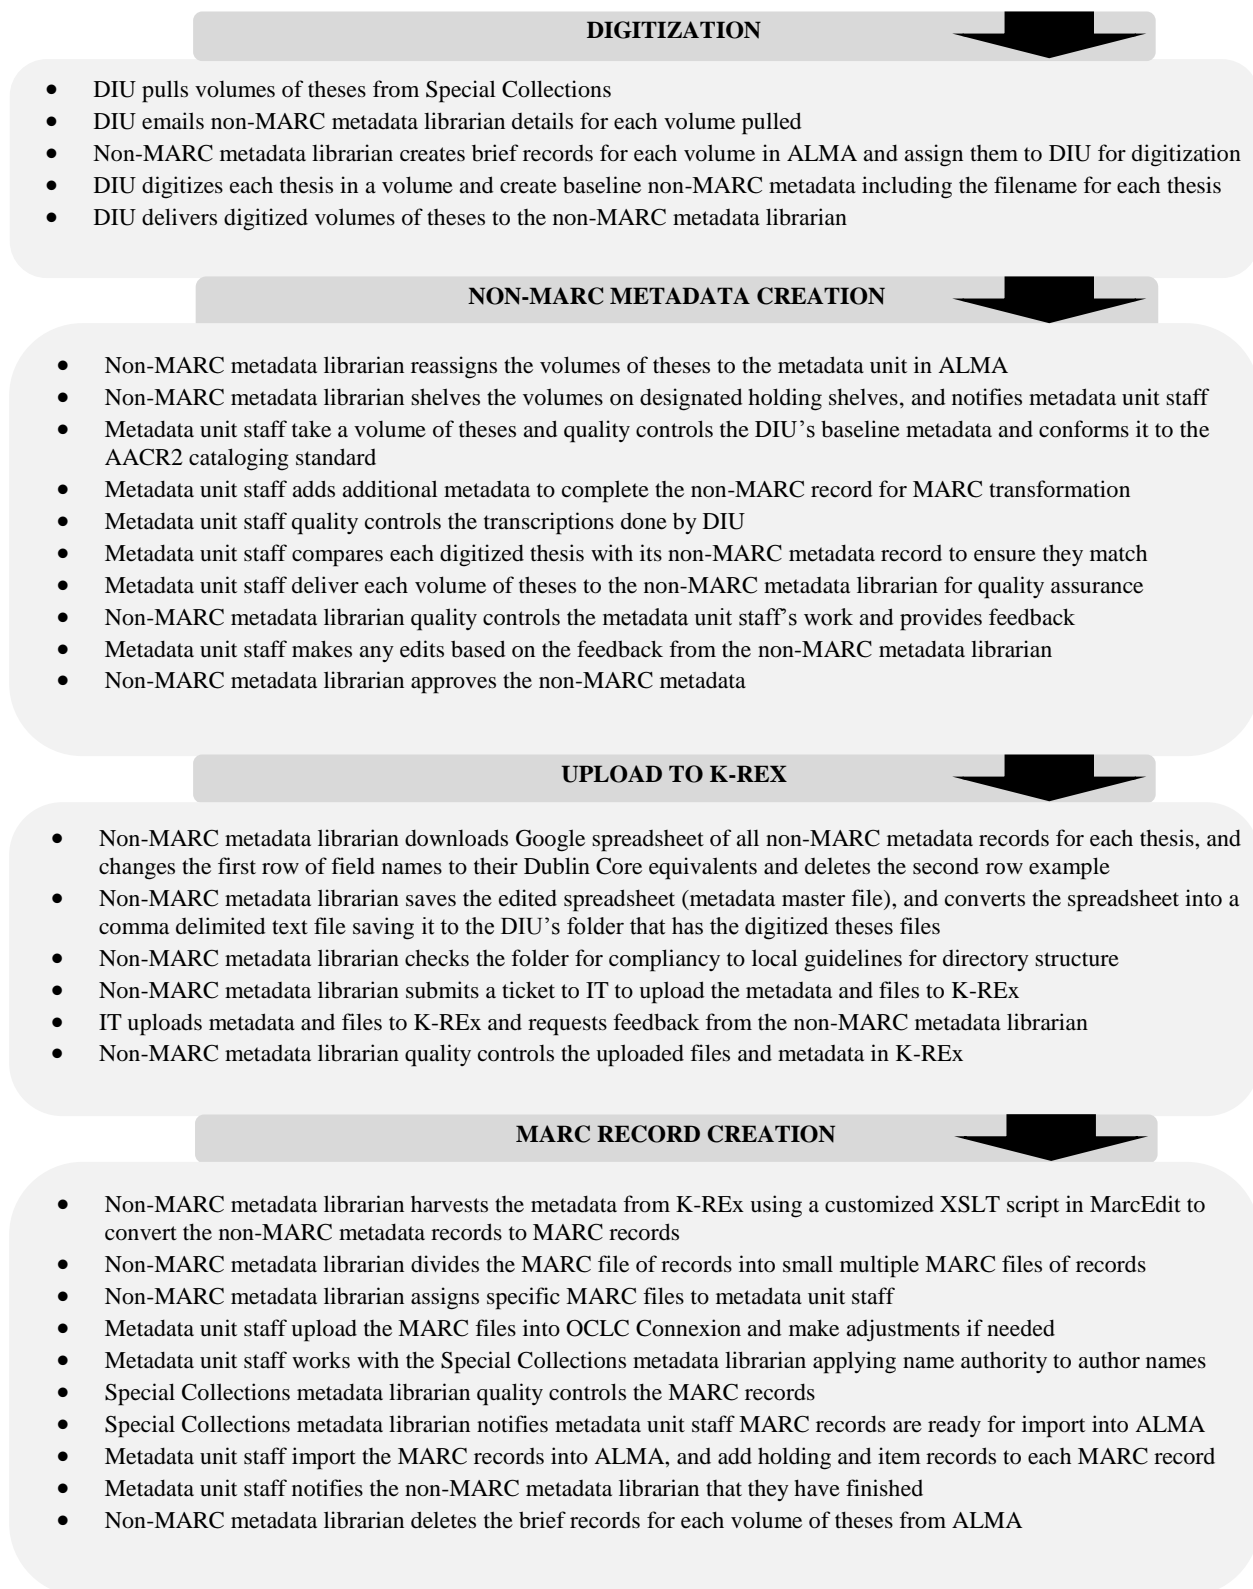 DIGITIZATION
• DIU pulls volumes of theses from Special Collections
• DIU emails non-MARC metadata librarian details for each volume pulled
• Non-MARC metadata librarian creates brief records for each volume in ALMA and assign them to DIU for digitization
• DIU digitizes each thesis in a volume and create baseline non-MARC metadata including the filename for each thesis
• DIU delivers digitized volumes of theses to the non-MARC metadata librarian
NON-MARC METADATA CREATION
• Non-MARC metadata librarian reassigns the volumes of theses to the metadata unit in ALMA
• Non-MARC metadata librarian shelves the volumes on designated holding shelves, and notifies metadata unit staff
• Metadata unit staff take a volume of theses and quality controls the DIU's baseline metadata and conforms it to the
AACR2 cataloging standard
• Metadata unit staff adds additional metadata to complete the non-MARC record for MARC transformation
• Metadata unit staff quality controls the transcriptions done by DIU
• Metadata unit staff compares each digitized thesis with its non-MARC metadata record to ensure they match
• Metadata unit staff deliver each volume of theses to the non-MARC metadata librarian for quality assurance
• Non-MARC metadata librarian quality controls the metadata unit staff's work and provides feedback
• Metadata unit staff makes any edits based on the feedback from the non-MARC metadata librarian
• Non-MARC metadata librarian approves the non-MARC metadata
UPLOAD TO K-REX
• Non-MARC metadata librarian downloads Google spreadsheet of all non-MARC metadata records for each thesis, and
changes the first row of field names to their Dublin Core equivalents and deletes the second row example
• Non-MARC metadata librarian saves the edited spreadsheet (metadata master file), and converts the spreadsheet into a
comma delimited text file saving it to the DIU's folder that has the digitized theses files
• Non-MARC metadata librarian checks the folder for compliancy to local guidelines for directory structure
• Non-MARC metadata librarian submits a ticket to IT to upload the metadata and files to K-REx
• IT uploads metadata and files to K-REx and requests feedback from the non-MARC metadata librarian
• Non-MARC metadata librarian quality controls the uploaded files and metadata in K-REx
MARC RECORD CREATION
• Non-MARC metadata librarian harvests the metadata from K-REx using a customized XSLT script in MarcEdit to
convert the non-MARC metadata records to MARC records
• Non-MARC metadata librarian divides the MARC file of records into small multiple MARC files of records
• Non-MARC metadata librarian assigns specific MARC files to metadata unit staff
• Metadata unit staff upload the MARC files into OCLC Connexion and make adjustments if needed
• Metadata unit staff works with the Special Collections metadata librarian applying name authority to author names
• Special Collections metadata librarian quality controls the MARC records
• Special Collections metadata librarian notifies metadata unit staff MARC records are ready for import into ALMA
• Metadata unit staff import the MARC records into ALMA, and add holding and item records to each MARC record
• Metadata unit staff notifies the non-MARC metadata librarian that they have finished
• Non-MARC metadata librarian deletes the brief records for each volume of theses from ALMA